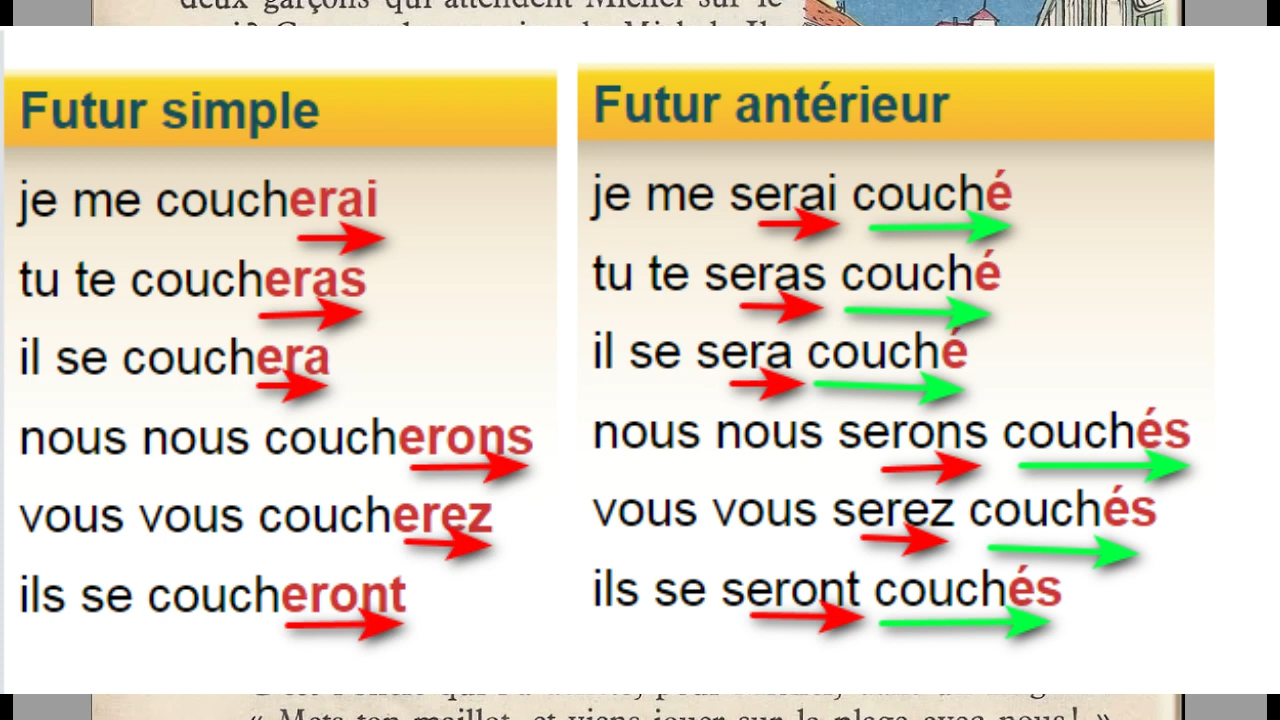 deux garçons qui attendent Michel sur le
Futur simple
je me coucherai
tu te coucheras
il se couchera
nous nous coucherons
vous vous coucherez
ils se coucheront
Futur antérieur
je me serai couché
tu te seras couché
il se sera couché
nous nous serons couchés
vous vous serez couchés
ils se seront couchés
« Mets ton maillot, et viens jouer sur la plage avec nous! »